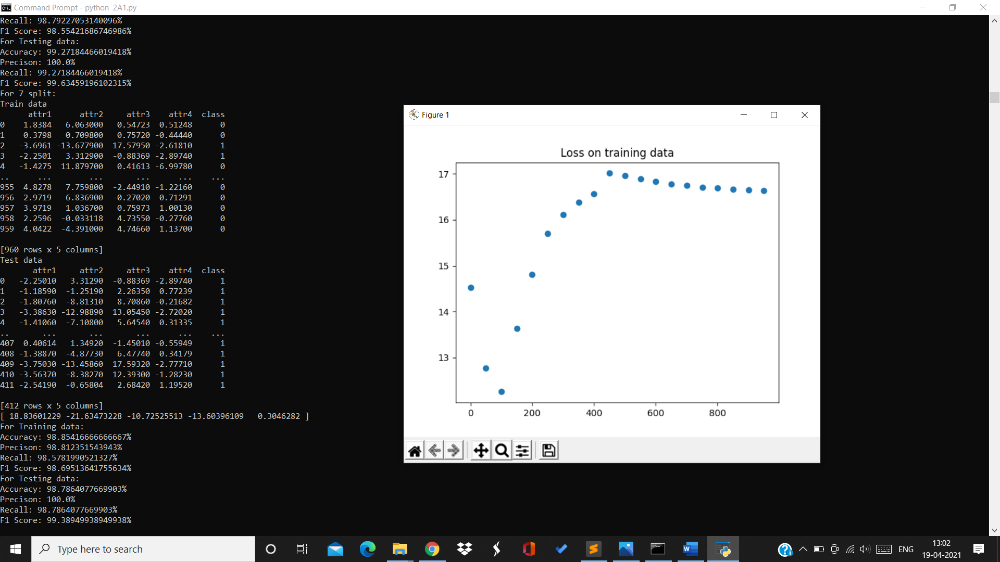 Command Prompt - python  2A1.py
Recall: 98.79227053140096%
F1 Score: 98.55421686746986%
For Testing data:
Accuracy: 99.27184466019418%
Precison: 100.0%
Recall: 99.27184466019418%
F1 Score: 99.63459196102315%
For 7 split:
Train data
attr1 attr2 attr3 attr4 class
0 1.8384 6.063000 0.54723 0.51248 0
1 0.3798 0.709800 0.75720 -0.44440 0
2 -3.6961 -13.677900 17.57950 -2.61810 1
3 -2.2501 3.312900 -0.88369 -2.89740 1
4 -1.4275 11.879700 0.41613 -6.99780 0
.. ... ... ... ... ...
955 4.8278 7.759800 -2.44910 -1.22160 0
956 2.9719 6.836900 -0.27020 0.71291 0
957 3.9719 1.036700 0.75973 1.00130 0
958 2.2596 -0.033118 4.73550 -0.27760 0
959 4.0422 -4.391000 4.74660 1.13700 0
[960 rows x 5 columns]
Test data
attr1 attr2 attr3 attr4 class
0 -2.25010 3.31290 -0.88369 -2.89740 1
1 -1.18590 -1.25190 2.26350 0.77239 1
2 -1.80760 -8.81310 8.70860 -0.21682 1
3 -3.38630 -12.98890 13.05450 -2.72020 1
4 -1.41060 -7.10800 5.64540 0.31335 1
.. ... ... ... ... ...
407 0.40614 1.34920 -1.45010 -0.55949 1
408 -1.38870 -4.87730 6.47740 0.34179 1
409 -3.75030 -13.45860 17.59320 -2.77710 1
410 -3.56370 -8.38270 12.39300 -1.28230 1
411 -2.54190 -0.65804 2.68420 1.19520 1
[412 rows x 5 columns]
[ 18.83601229 -21.63473228 -10.72525513 -13.60396109   0.3046282 ]
For Training data:
Accuracy: 98.85416666666667%
Precison: 98.812351543943%
Recall: 98.5781990521327%
F1 Score: 98.69513641755634%
For Testing data:
Accuracy: 98.7864077669903%
Precison: 100.0%
Recall: 98.7864077669903%
F1 Score: 99.38949938949938%
Figure 1
Loss on training data
17
16
15
14
13
0 200 400 600 800
Type here to search
ENG
13:02
19-04-2021